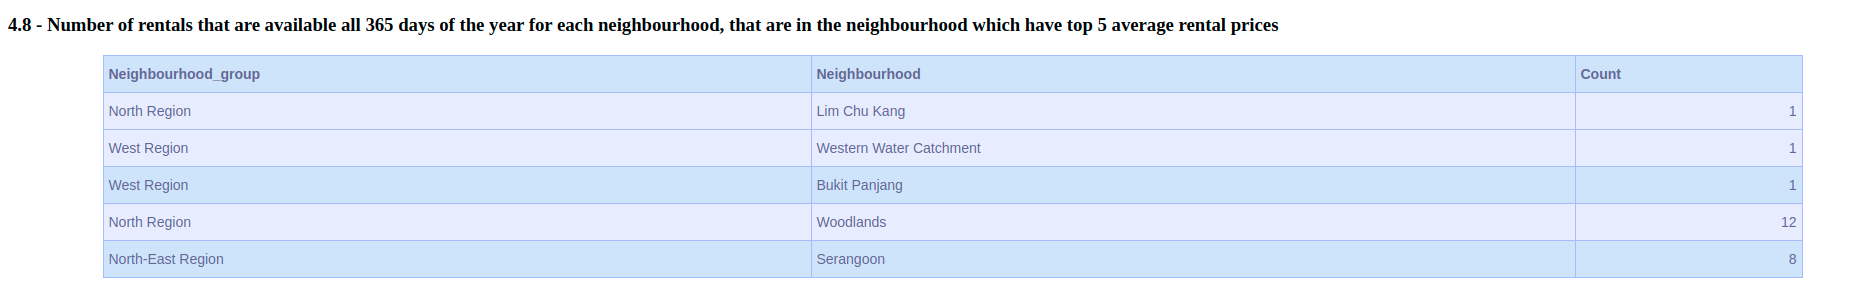 4.8 - Number of rentals that are available all 365 days of the year for each neighbourhood, that are in the neighbourhood which have top 5 average rental prices
Neighbourhood_group Neighbourhood Count
North Region Lim Chu Kang 1
West Region Western Water Catchment 1
West Region Bukit Panjang 1
North Region Woodlands 12
North-East Region Serangoon 8